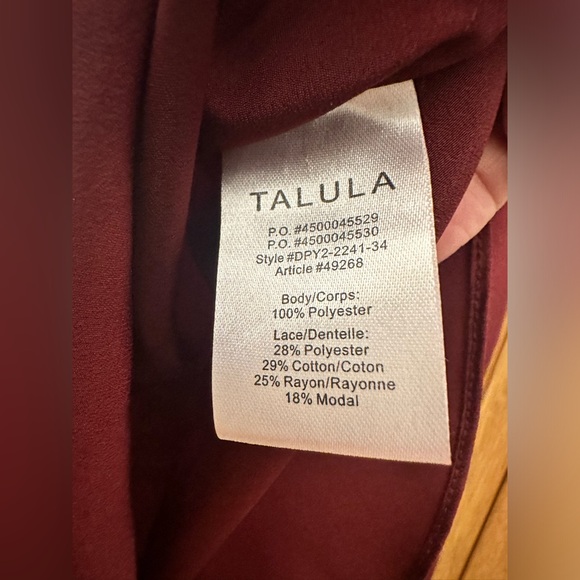 TALULA
P.O. #4500045529
P.O. #4500045530
Style #DPY2-2241-34
Article #49268
Body/Corps:
100% Polyester
Lace/Dentelle:
28% Polyester
29% Cotton/Coton
25% Rayon/Rayonne
18% Modal